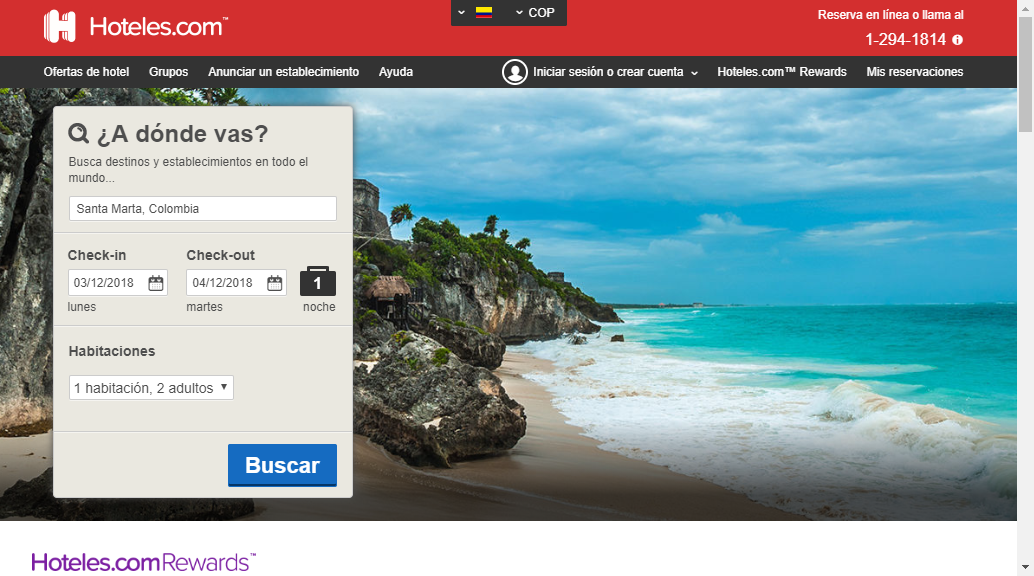 Hoteles.com™
COP
Reserva en línea o llama al
1-294-1814
Ofertas de hotel Grupos Anunciar un establecimiento Ayuda Iniciar sesión o crear cuenta Hoteles.com™ Rewards Mis reservaciones
¿A dónde vas?
Busca destinos y establecimientos en todo el
mundo...
Santa Marta, Colombia
Check-in Check-out
03/12/2018 04/12/2018 1
lunes martes noche
Habitaciones
1 habitación, 2 adultos
Buscar
Hoteles.com Rewards™